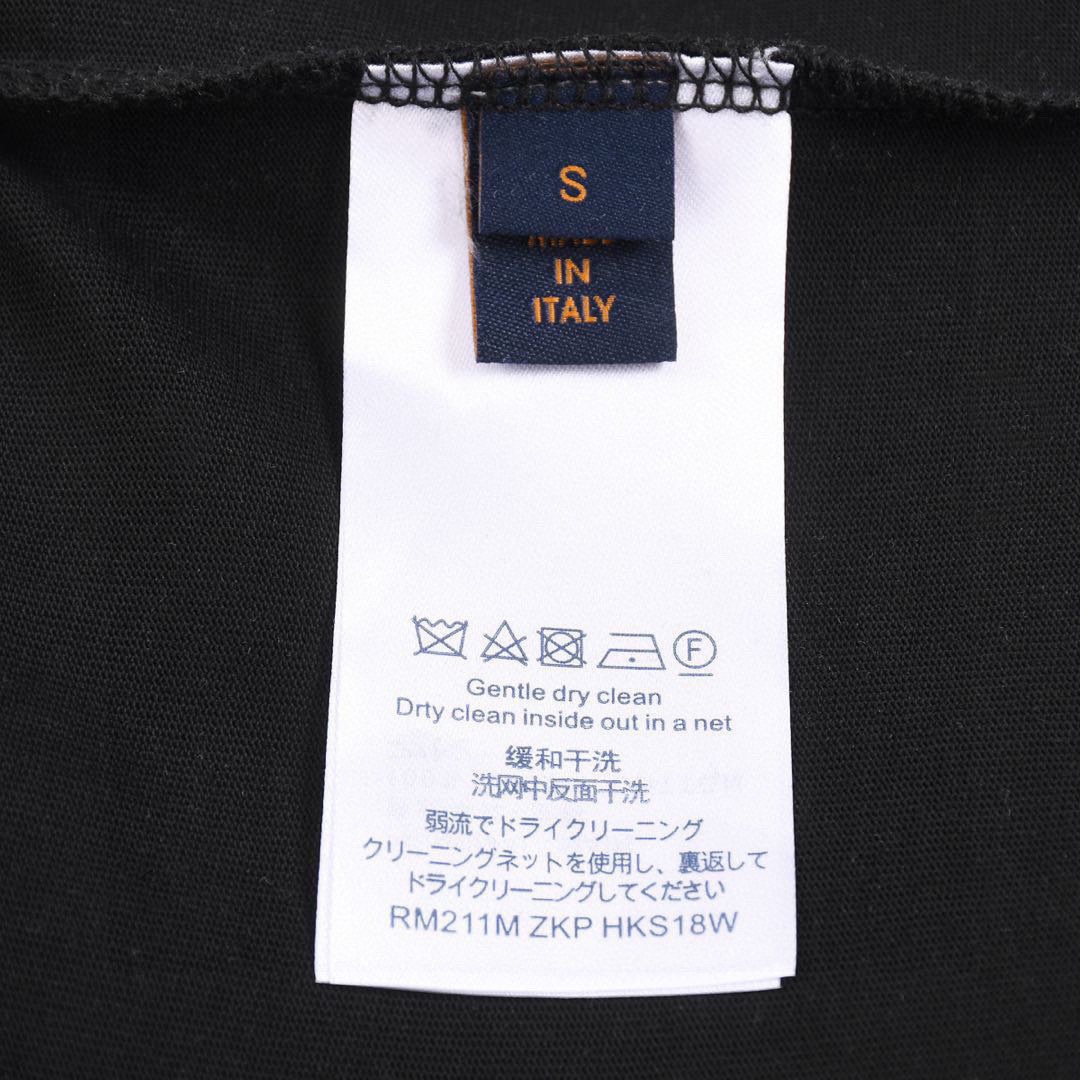 S
MADE
IN
ITALY
F
Gentle dry clean
Drty clean inside out in a net
缓和干洗
洗网中反面干洗
弱流でドライクリーニング
クリーニングネットを使用し、裏返して
ドライクリーニングしてください
RM211M ZKP HKS18W